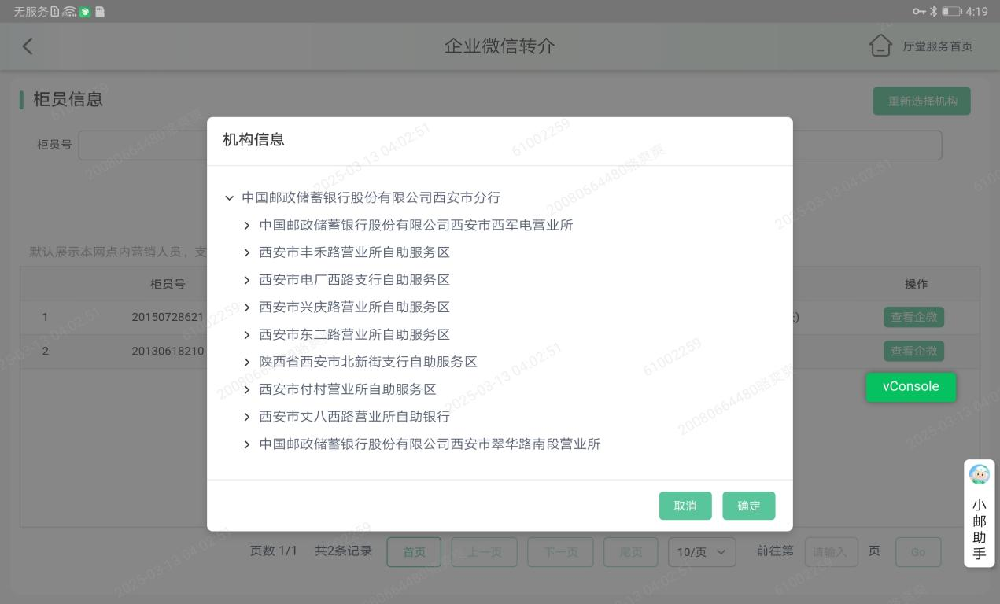 无服务 4:19
企业微信转介 厅堂服务首页
柜员信息 重新选择机构
柜员号
机构信息
中国邮政储蓄银行股份有限公司西安市分行
中国邮政储蓄银行股份有限公司西安市西军电营业所
西安市丰禾路营业所自助服务区
西安市电厂西路支行自助服务区
西安市兴庆路营业所自助服务区
西安市东二路营业所自助服务区
陕西省西安市北新街支行自助服务区
西安市付村营业所自助服务区
西安市丈八西路营业所自助银行
中国邮政储蓄银行股份有限公司西安市翠华路南段营业所
取消 确定
默认展示本网点内营销人员，支
柜员号 操作
1 20150728621 查看企微
2 20130618210 查看企微
vConsole
小邮助手
页数 1/1 共2条记录 首页 上一页 下一页 尾页 10/页 前往第 请输入 页 Go
2025-03-13 04:02:51
61002259
20080664480骆爽爽